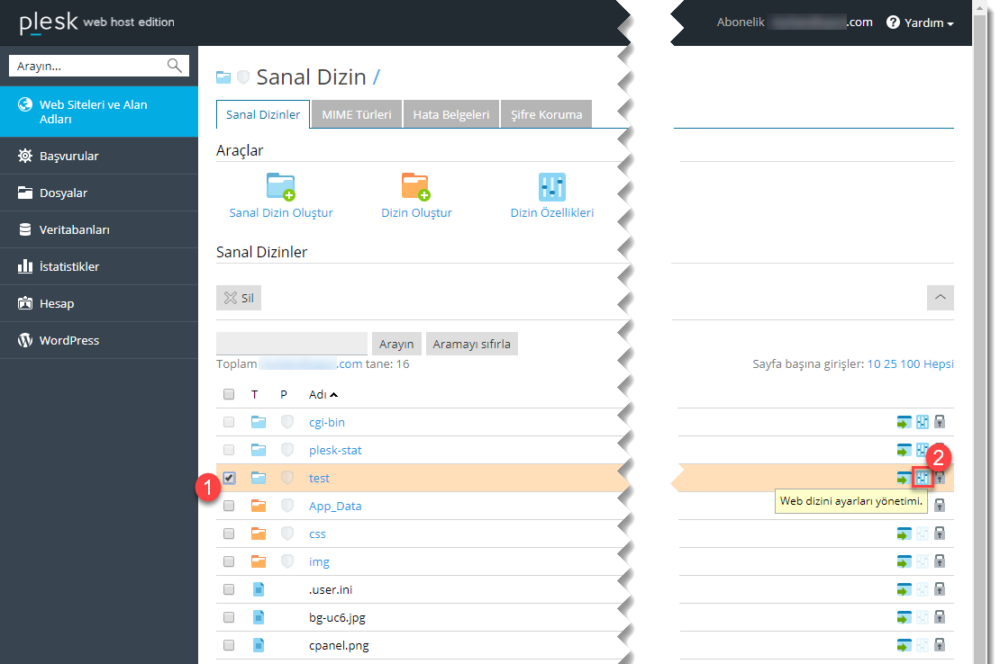 plesk web host edition
Abonelik .com Yardım
Arayın...
Web Siteleri ve Alan
Adları
Başvurular
Dosyalar
Veritabanları
İstatistikler
Hesap
WordPress
Sanal Dizin /
Sanal Dizinler MIME Türleri Hata Belgeleri Şifre Koruma
Araçlar
Sanal Dizin Oluştur Dizin Oluştur Dizin Özellikleri
Sanal Dizinler
Sil
Arayın Aramayı sıfırla
Toplam .com tane: 16 Sayfa başına girişler: 10 25 100 Hepsi
T P Adı
cgi-bin
plesk-stat
2
1 test
Web dizini ayarları yönetimi.
App_Data
css
img
.user.ini
bg-uc6.jpg
cpanel.png